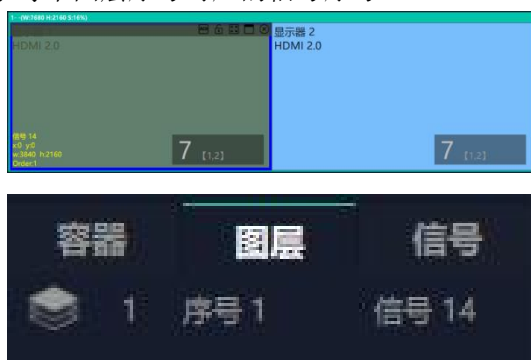 1- -(W:7680 H:2160 S:16%)
HDMI 2.0
显示器 2
HDMI 2.0
信号 14
x:0 y:0
w:3840 h:2160
Order:1
7 【1,2】
7 【1,2】
容器 图层 信号
1 序号 1 信号 14